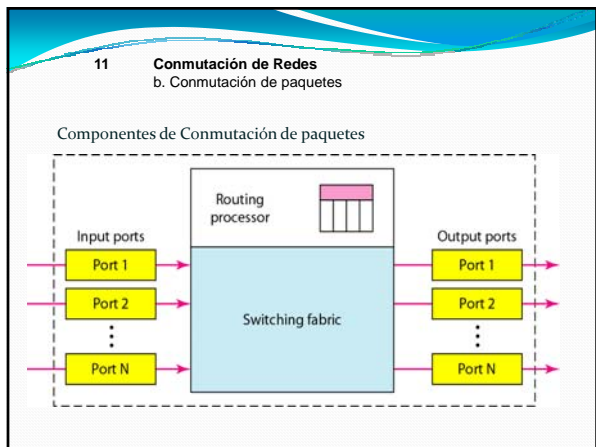 11 Conmutación de Redes
b. Conmutación de paquetes
Componentes de Conmutación de paquetes
Routing
processor
Input ports
Output ports
Port 1
Port 1
Port 2
Port 2
Switching fabric
Port N
Port N